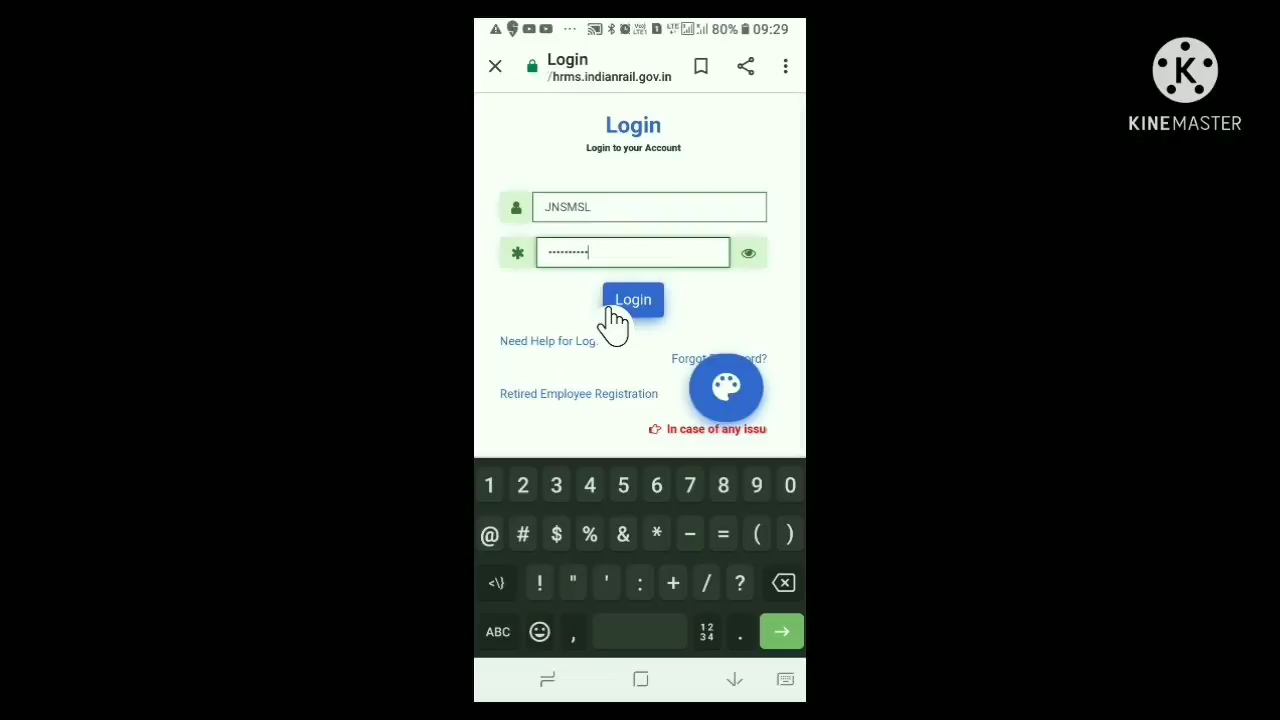 80% 09:29
Login
/hrms.indianrail.gov.in
KINEMASTER
Login
Login to your Account
JNSMSL
Login
Need Help for Log
Forgot
ord?
Retired Employee Registration
In case of any issu
1 2 3 4 5 6 7 8 9 0
@ # $ % & * - = ( )
<\} ! " ' : + / ?
ABC , 12 34 .